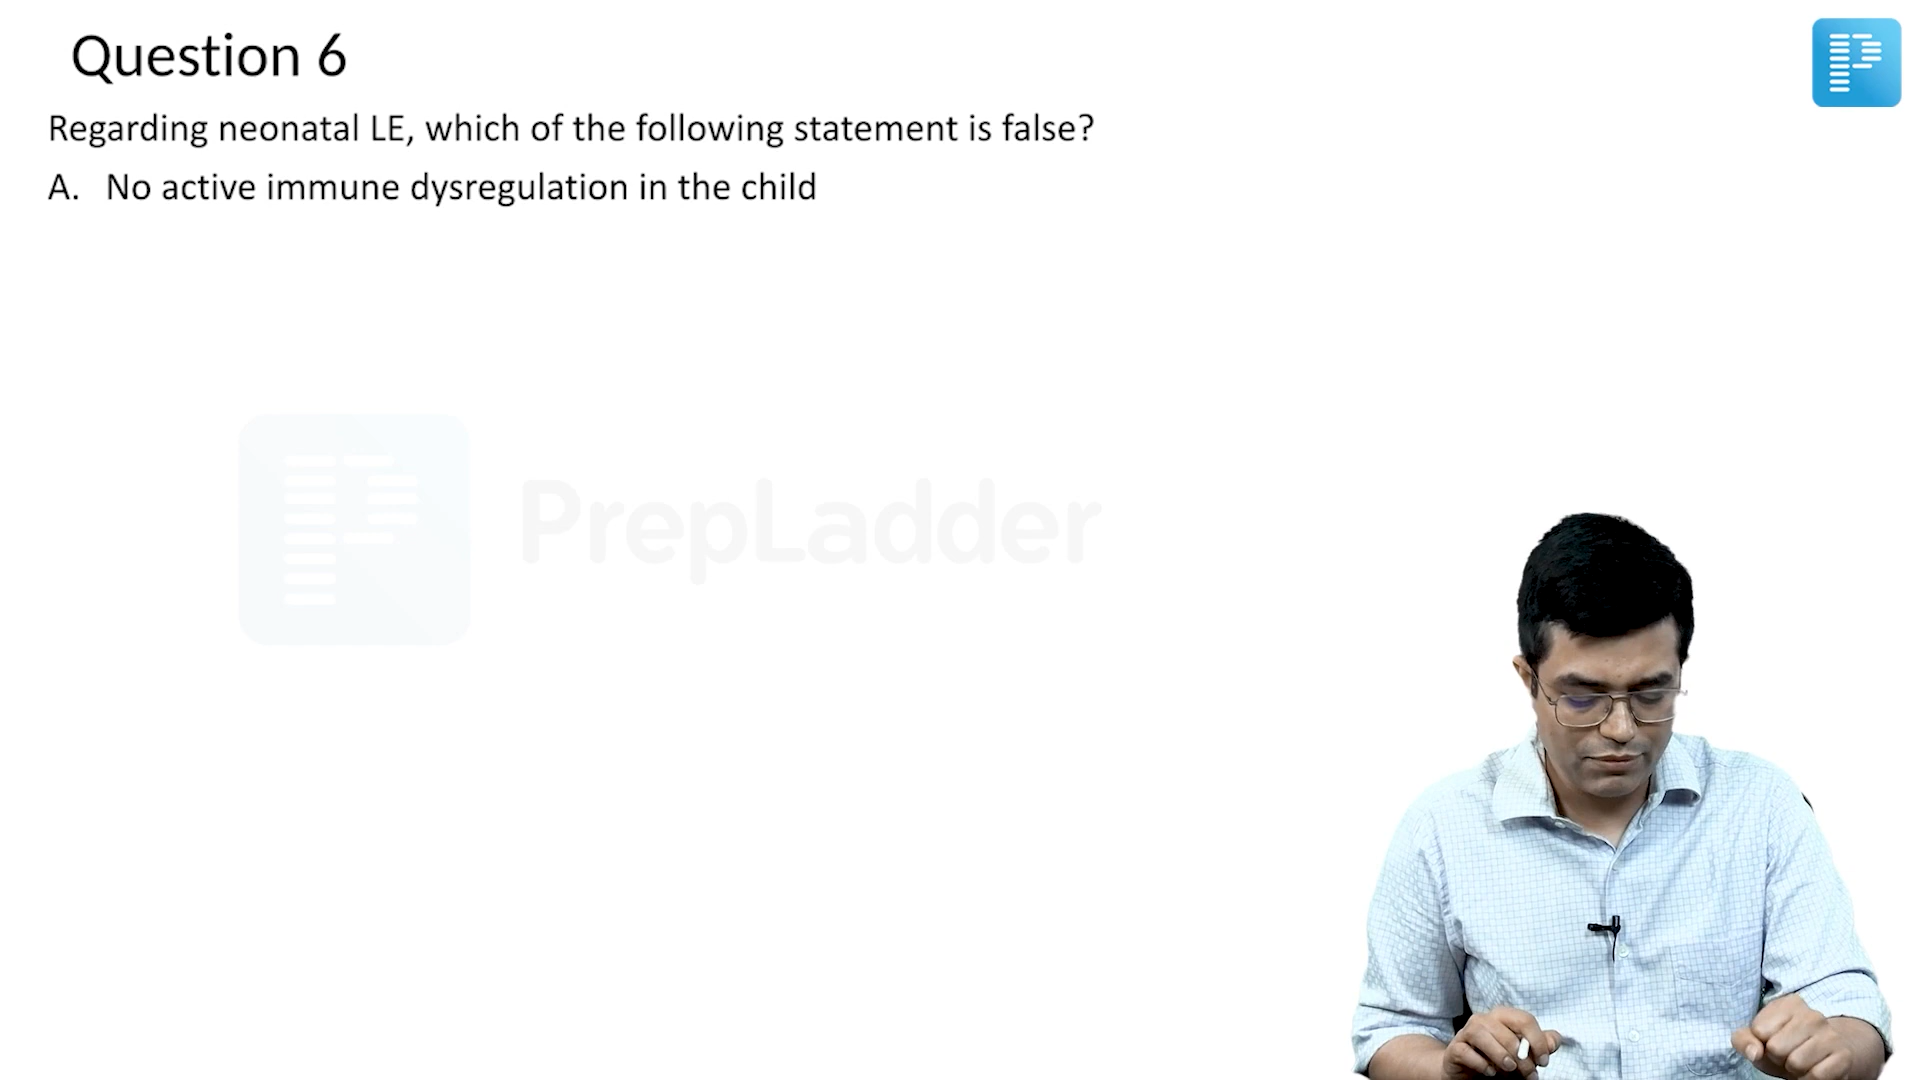 Question 6
Regarding neonatal LE, which of the following statement is false?
A. No active immune dysregulation in the child
PrepLadder